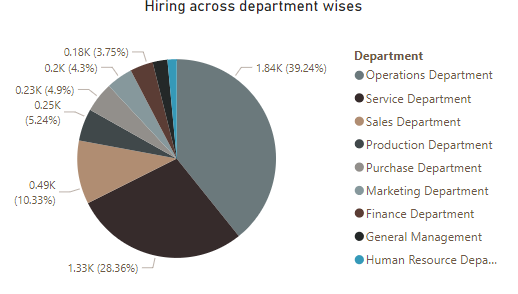 Hiring across department wises
0.18K (3.75%)
0.2K (4.3%)
0.23K (4.9%)
0.25K
(5.24%)
0.49K
(10.33%)
1.33K (28.36%)
1.84K (39.24%)
Department
Operations Department
Service Department
Sales Department
Production Department
Purchase Department
Marketing Department
Finance Department
General Management
Human Resource Depa...